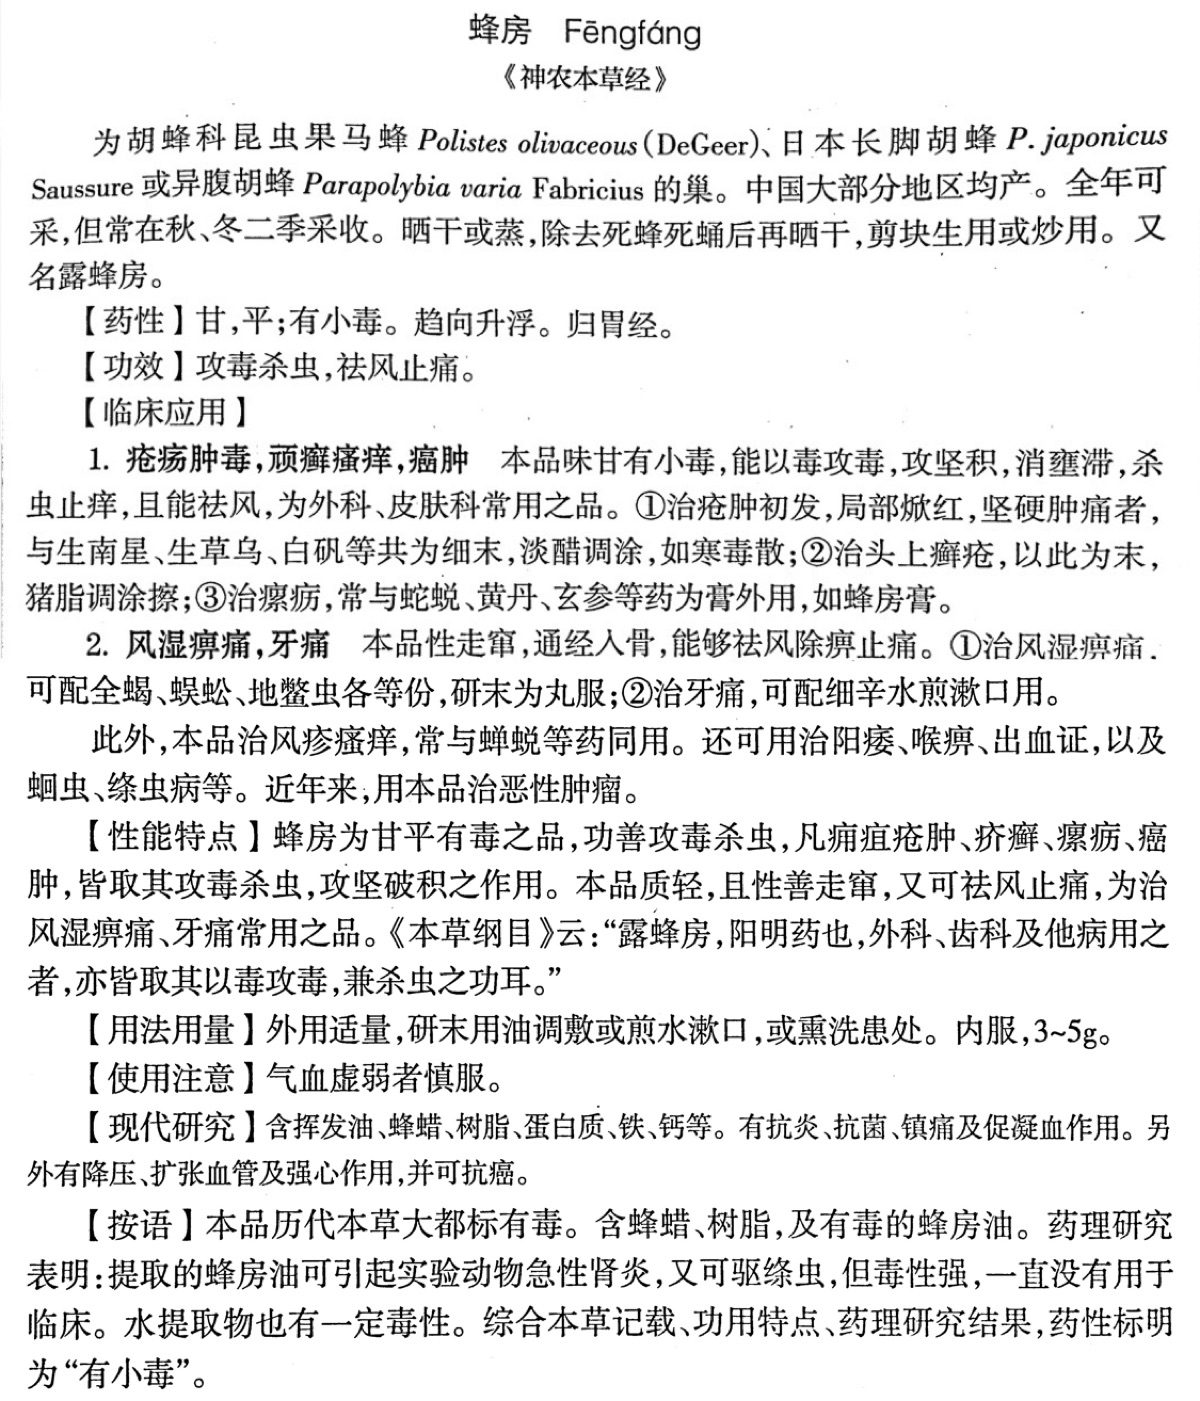 蜂房 Fēngfáng
《神农本草经》
为胡蜂科昆虫果马蜂 Polistes olivaceous (DeGeer)、日本长脚胡蜂 P. japonicus
Saussure 或异腹胡蜂 Parapolybia varia Fabricius 的巢。中国大部分地区均产。全年可
采,但常在秋、冬二季采收。晒干或蒸,除去死蜂死蛹后再晒干,剪块生用或炒用。又
名露蜂房。
【药性】甘,平;有小毒。趋向升浮。归胃经。
【功效】攻毒杀虫,祛风止痛。
【临床应用】
1. 疮疡肿毒,顽癣瘙痒,癌肿 本品味甘有小毒,能以毒攻毒,攻坚积,消壅滞,杀
虫止痒,且能祛风,为外科、皮肤科常用之品。①治疮肿初发,局部焮红,坚硬肿痛者,
与生南星、生草乌、白矾等共为细末,淡醋调涂,如寒毒散;②治头上癣疮,以此为末,
猪脂调涂擦;③治瘰疬,常与蛇蜕、黄丹、玄参等药为膏外用,如蜂房膏。
2. 风湿痹痛,牙痛 本品性走窜,通经入骨,能够祛风除痹止痛。①治风湿痹痛.
可配全蝎、蜈蚣、地鳖虫各等份,研末为丸服;②治牙痛,可配细辛水煎漱口用。
此外,本品治风疹瘙痒,常与蝉蜕等药同用。还可用治阳痿、喉痹、出血证,以及
蛔虫、绦虫病等。近年来,用本品治恶性肿瘤。
【性能特点】蜂房为甘平有毒之品,功善攻毒杀虫,凡痈疽疮肿、疥癣、瘰疬、癌
肿,皆取其攻毒杀虫,攻坚破积之作用。本品质轻,且性善走窜,又可祛风止痛,为治
风湿痹痛、牙痛常用之品。《本草纲目》云:“露蜂房,阳明药也,外科、齿科及他病用之
者,亦皆取其以毒攻毒,兼杀虫之功耳。”
【用法用量】外用适量,研末用油调敷或煎水漱口,或熏洗患处。内服,3~5g。
【使用注意】气血虚弱者慎服。
【现代研究】含挥发油、蜂蜡、树脂、蛋白质、铁、钙等。有抗炎、抗菌、镇痛及促凝血作用。另
外有降压、扩张血管及强心作用,并可抗癌。
【按语】本品历代本草大都标有毒。含蜂蜡、树脂,及有毒的蜂房油。药理研究
表明:提取的蜂房油可引起实验动物急性肾炎,又可驱绦虫,但毒性强,一直没有用于
临床。水提取物也有一定毒性。综合本草记载、功用特点、药理研究结果,药性标明
为“有小毒”。